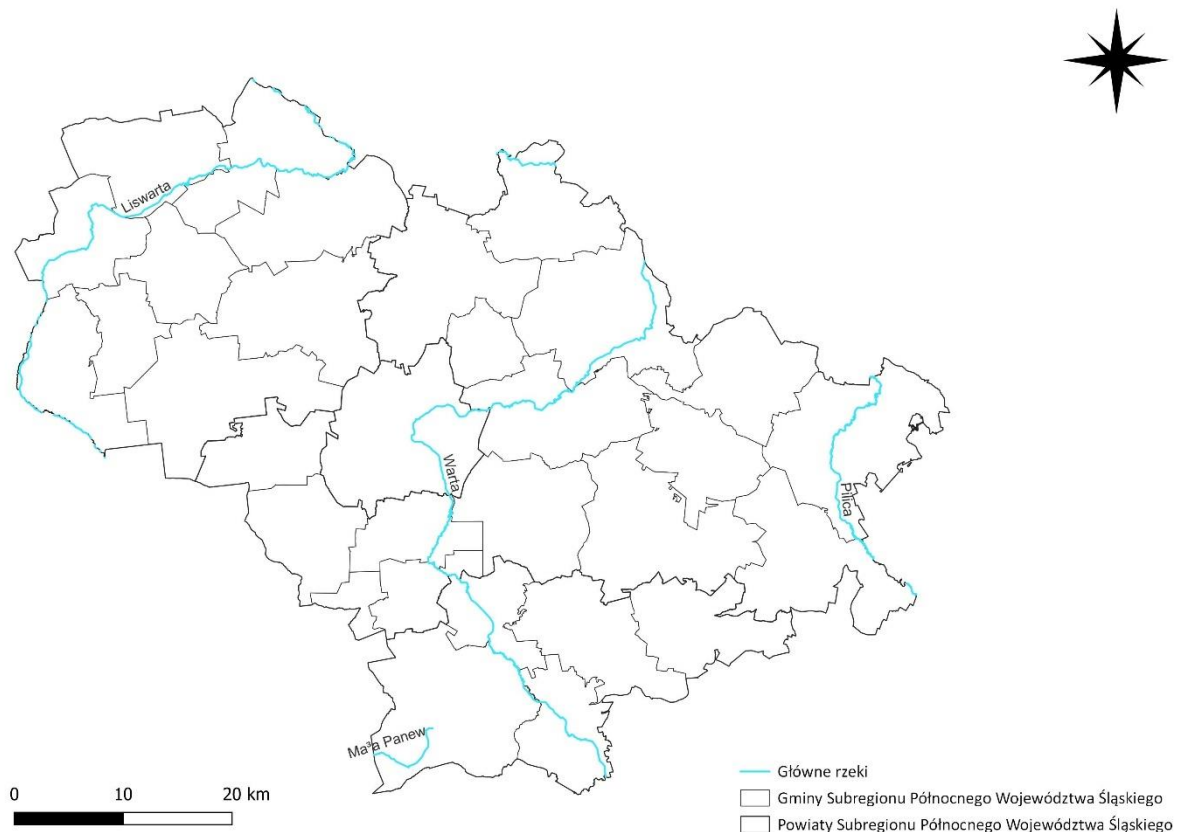 Liswarta
Warta
Pilica
Ma³a Panew
0 10 20 km
Główne rzeki
Gminy Subregionu Północnego Województwa Śląskiego
Powiaty Subregionu Północnego Województwa Śląskiego